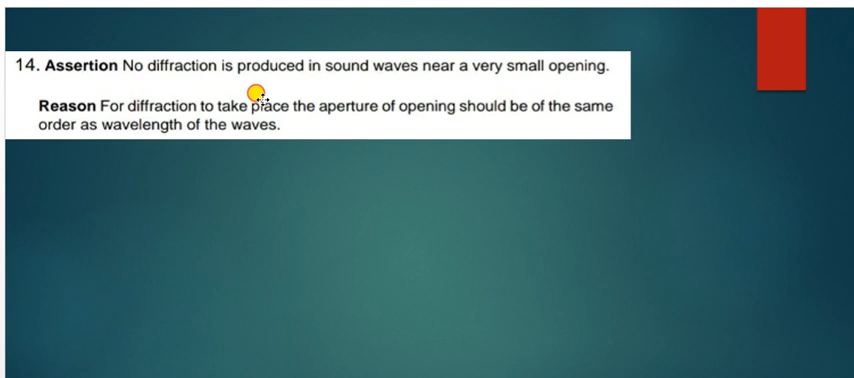 14. Assertion No diffraction is produced in sound waves near a very small opening.
Reason For diffraction to take place the aperture of opening should be of the same
order as wavelength of the waves.